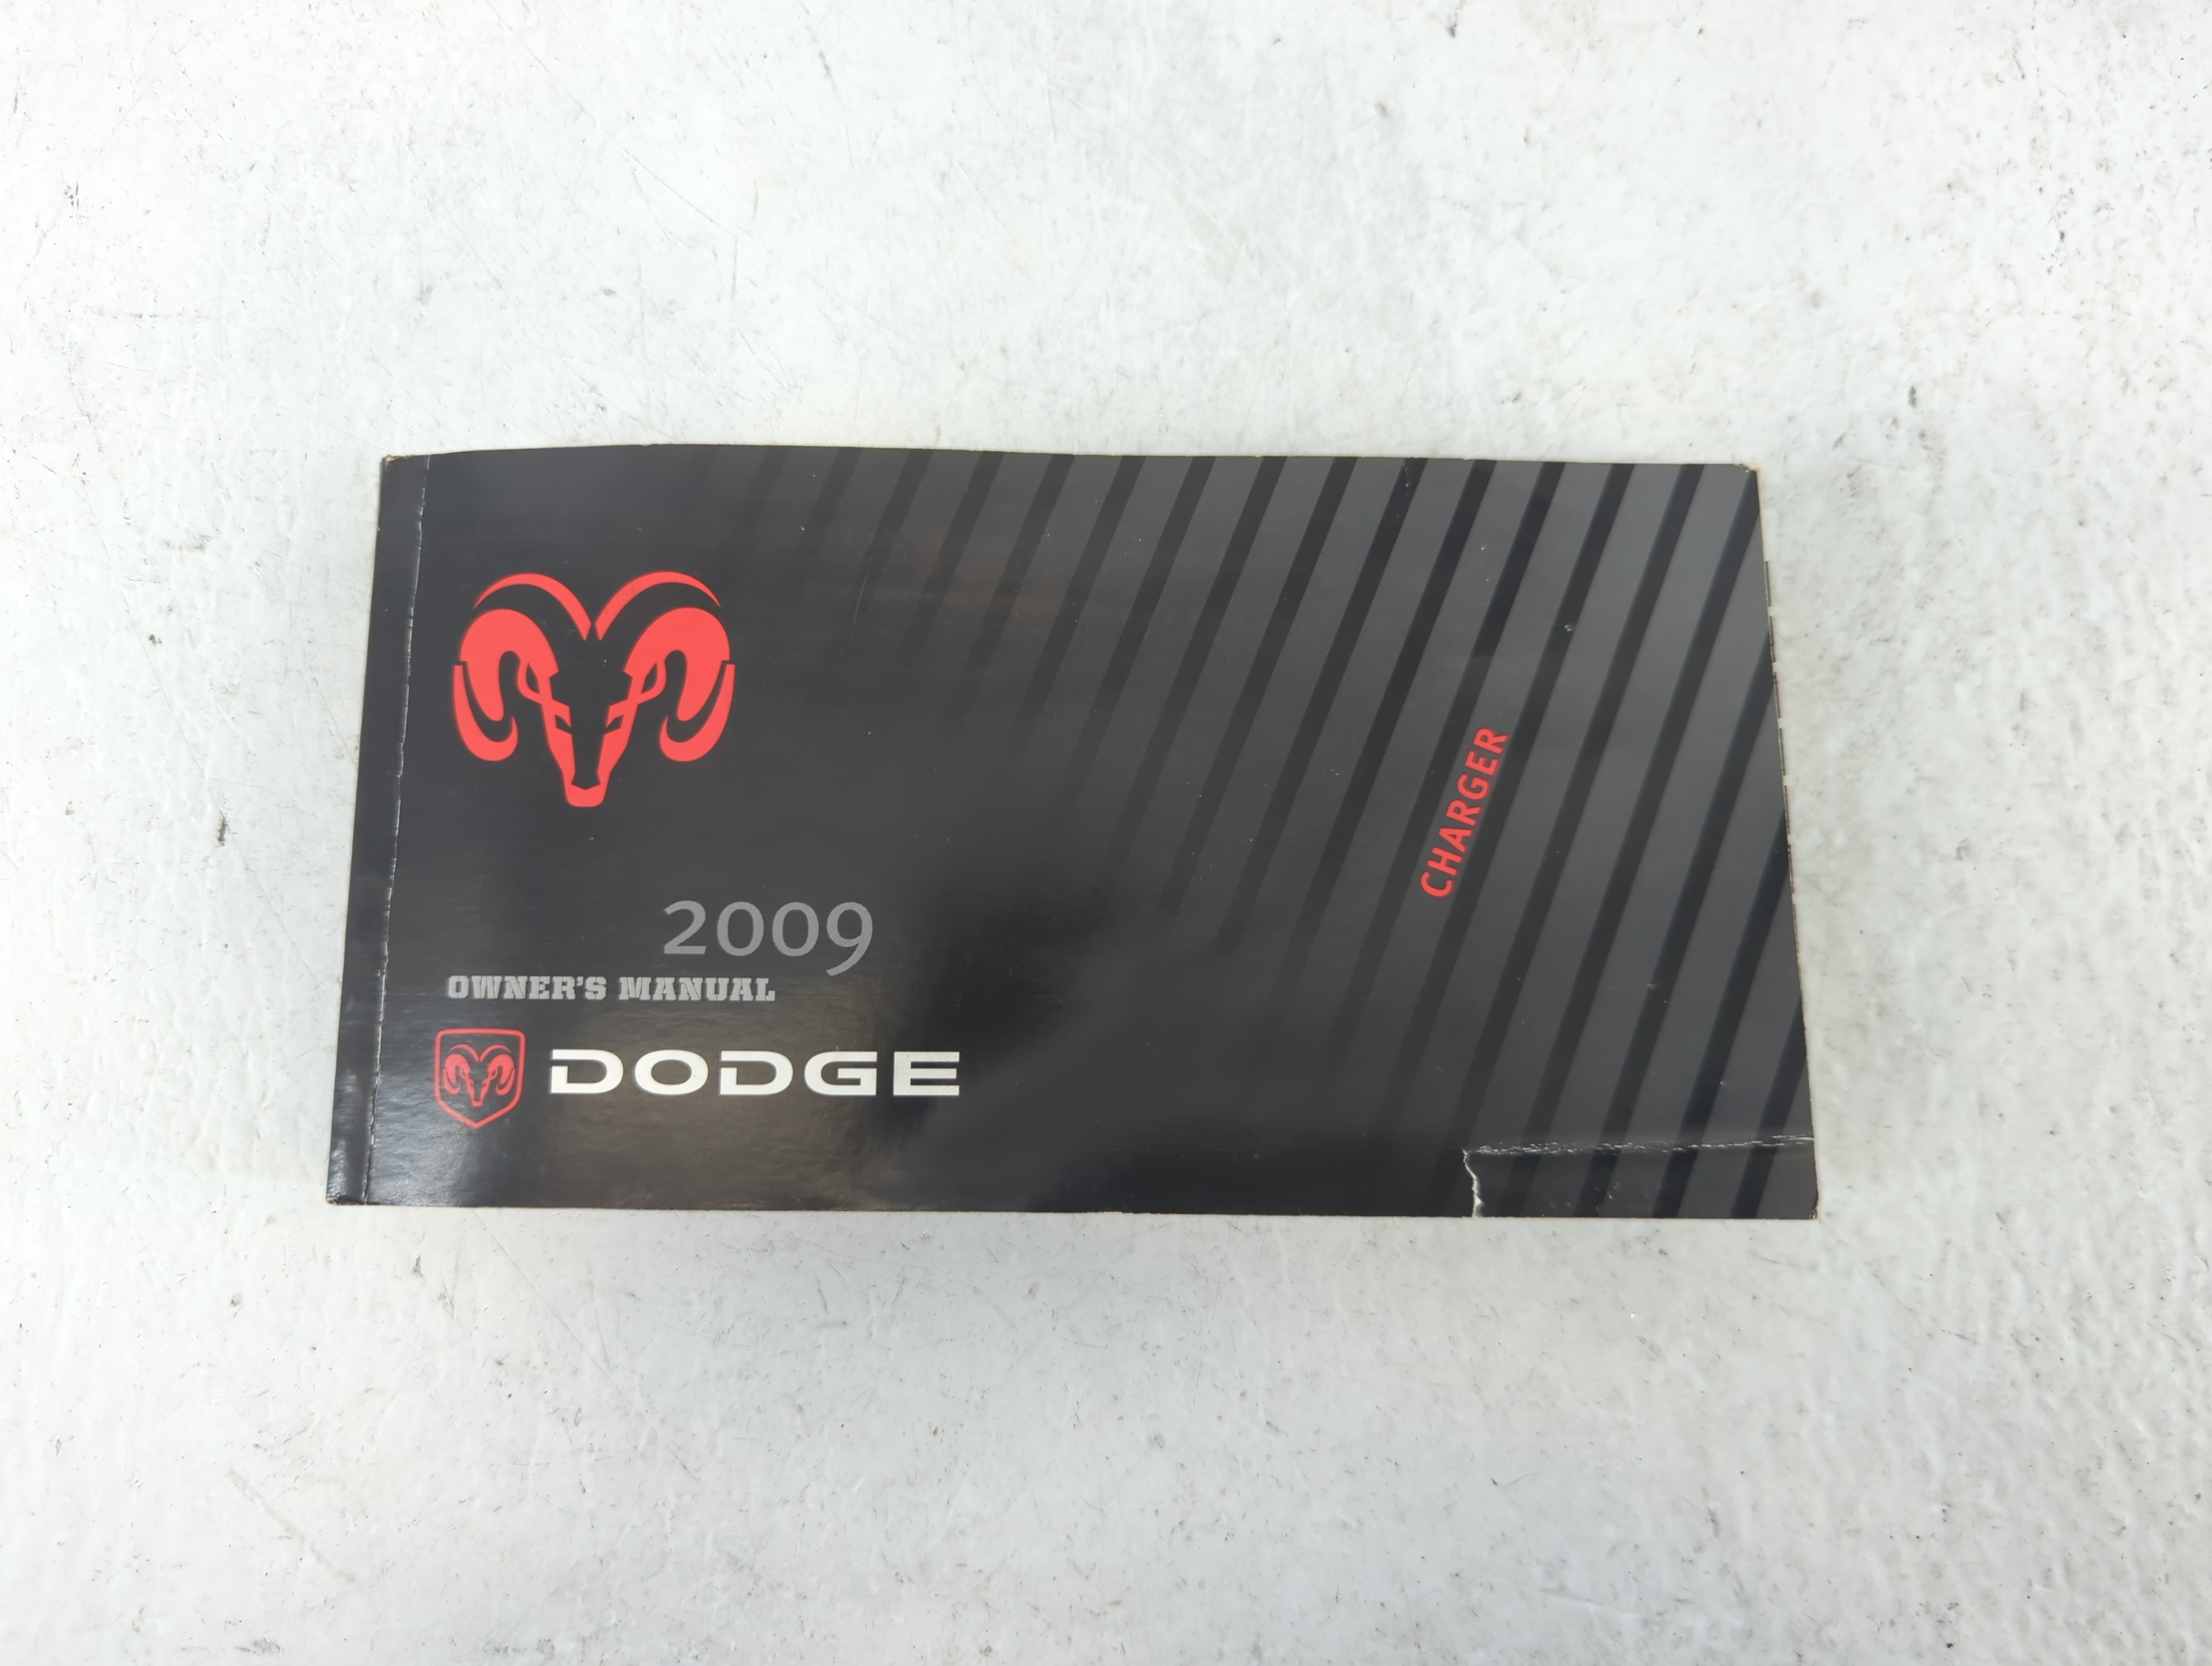 CHARGER
2009
OWNER'S MANUAL
DODGE